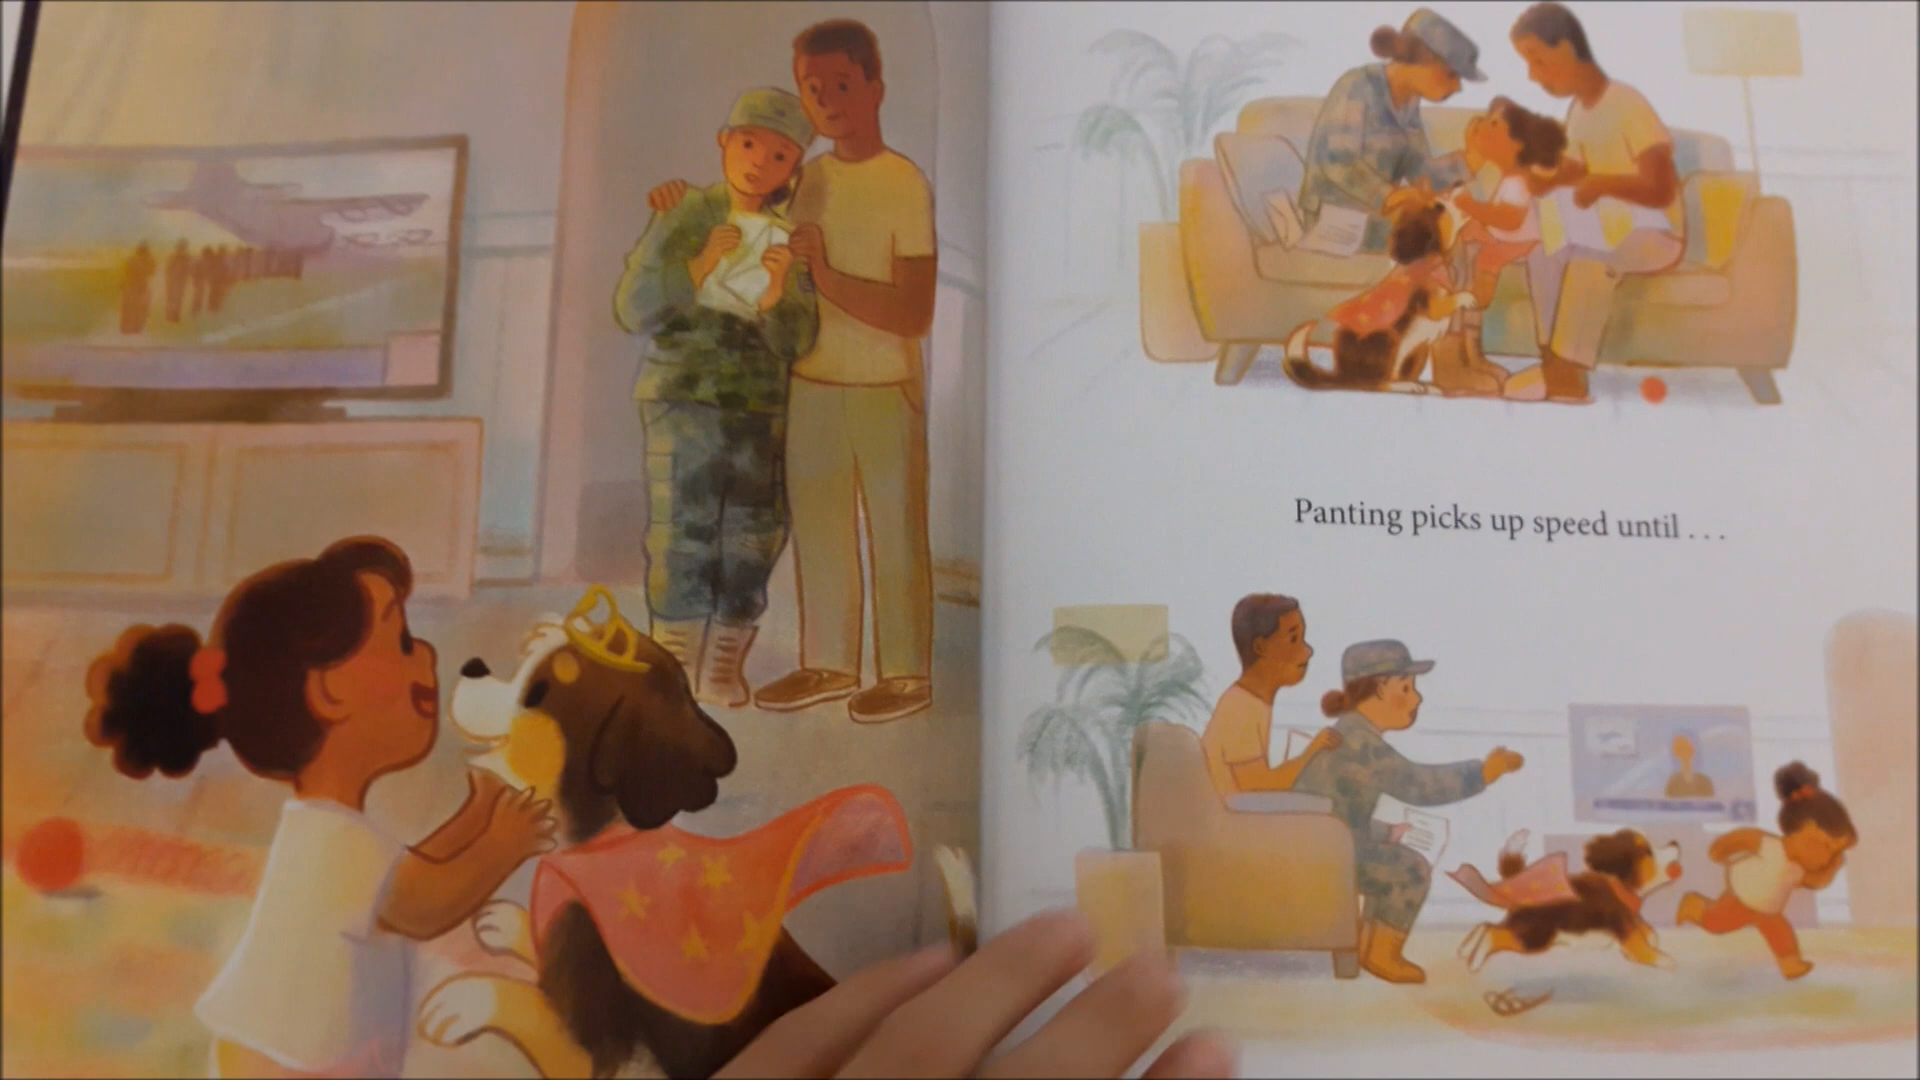 Panting picks up speed until . . .